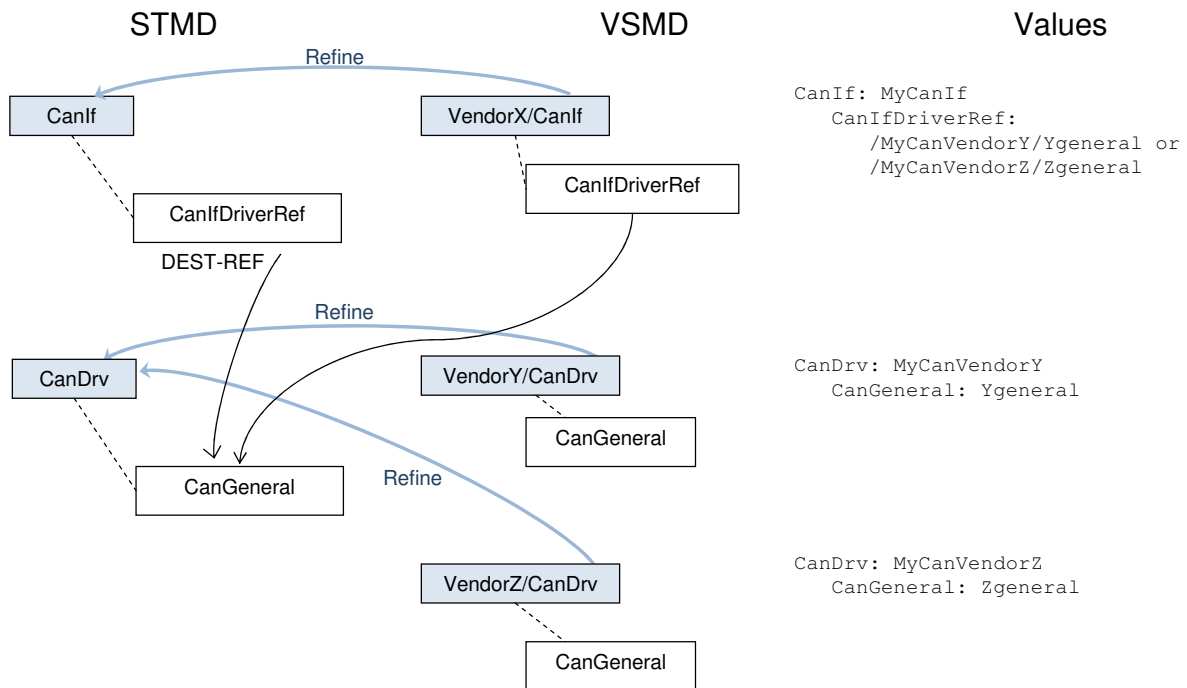 STMD
VSMD
Values
Refine
CanIf
VendorX/CanIf
CanIf: MyCanIf
CanIfDriverRef:
/MyCanVendorY/Ygeneral or
/MyCanVendorZ/Zgeneral
CanIfDriverRef
CanIfDriverRef
DEST-REF
Refine
CanDrv
VendorY/CanDrv
CanDrv: MyCanVendorY
CanGeneral: Ygeneral
CanGeneral
CanGeneral
Refine
VendorZ/CanDrv
CanDrv: MyCanVendorZ
CanGeneral: Zgeneral
CanGeneral